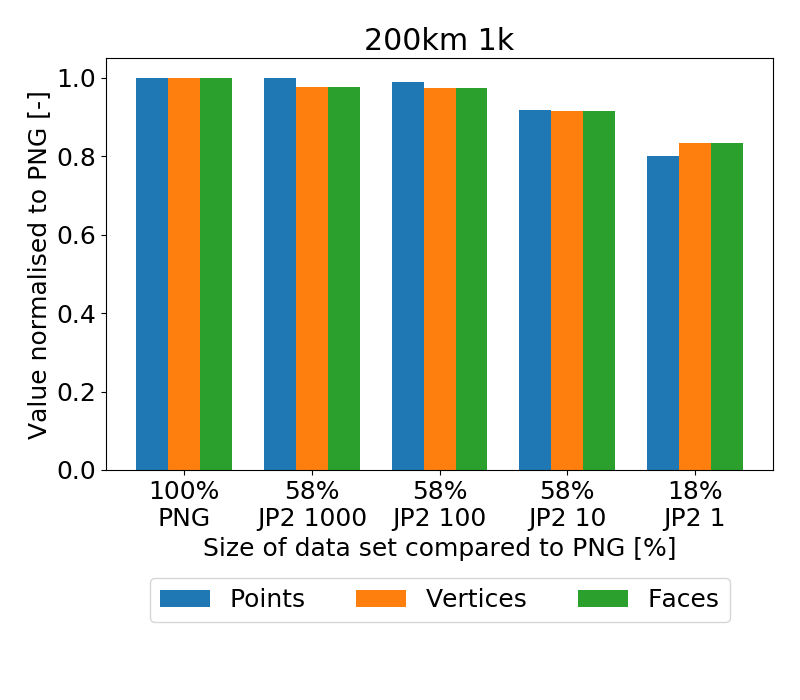 200km 1k
Value normalised to PNG [-]
1.0
0.8
0.6
0.4
0.2
0.0
100% 58% 58% 58% 18%
PNG JP2 1000 JP2 100 JP2 10 JP2 1
Size of data set compared to PNG [%]
Points Vertices Faces